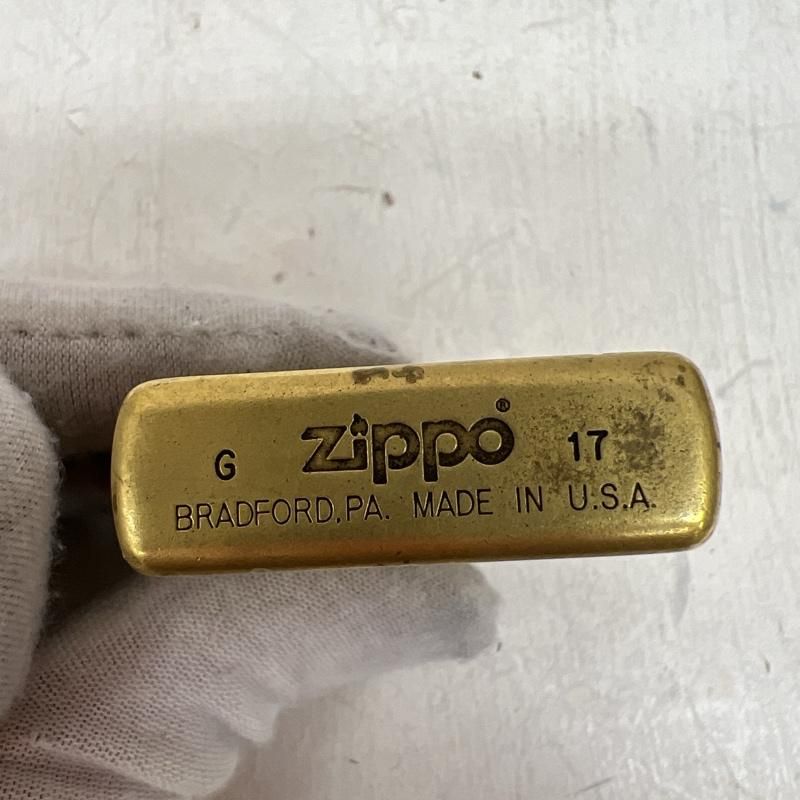 G zippo® 17
BRADFORD, PA. MADE IN U.S.A.